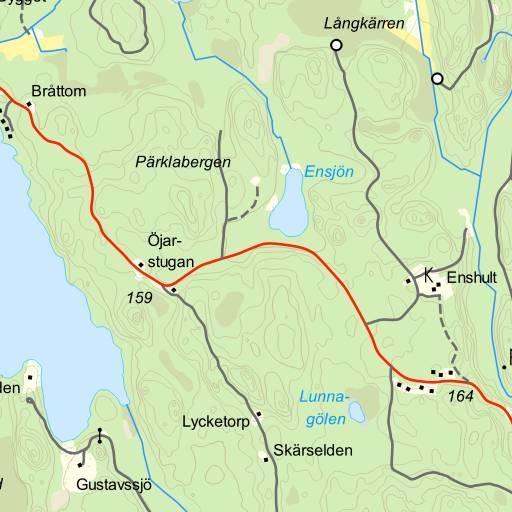 Långkärren
Bråttom
Pärklabergen
Ensjön
Öjar-
stugan
159
Enshult
K
Lunna-
gölen
164
Lycketorp
Skärselden
Gustavssjö